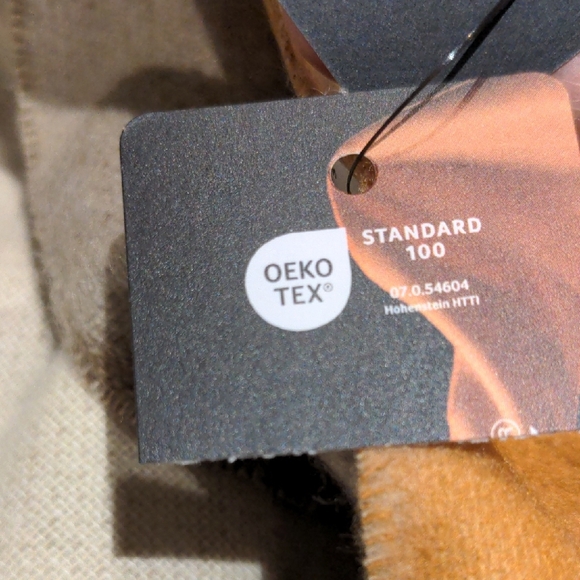 OEKO
TEX®
STANDARD
100
07.0.54604
Hohenstein HTTI